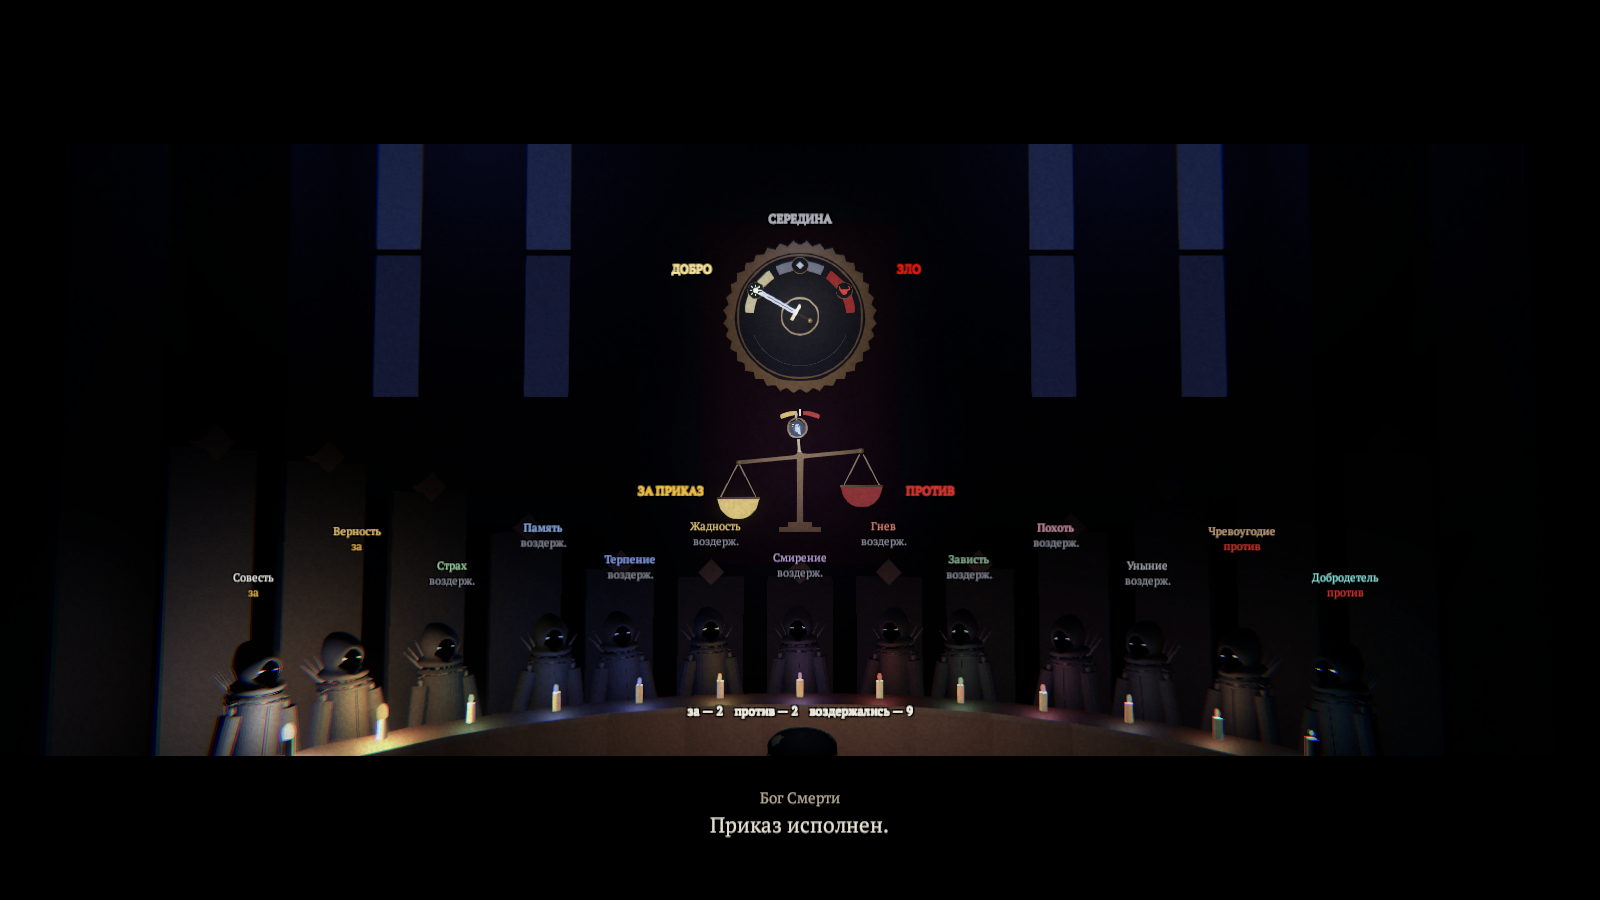 СЕРЕДИНА
ДОБРО
ЗЛО
ЗА ПРИКАЗ
ПРОТИВ
Совесть
за
Верность
за
Страх
воздерж.
Память
воздерж.
Терпение
воздерж.
Жадность
воздерж.
Смирение
воздерж.
Гнев
воздерж.
Зависть
воздерж.
Похоть
воздерж.
Уныние
воздерж.
Чревоугодие
против
Добродетель
против
за — 2 против — 2 воздержались — 9
Бог Смерти
Приказ исполнен.